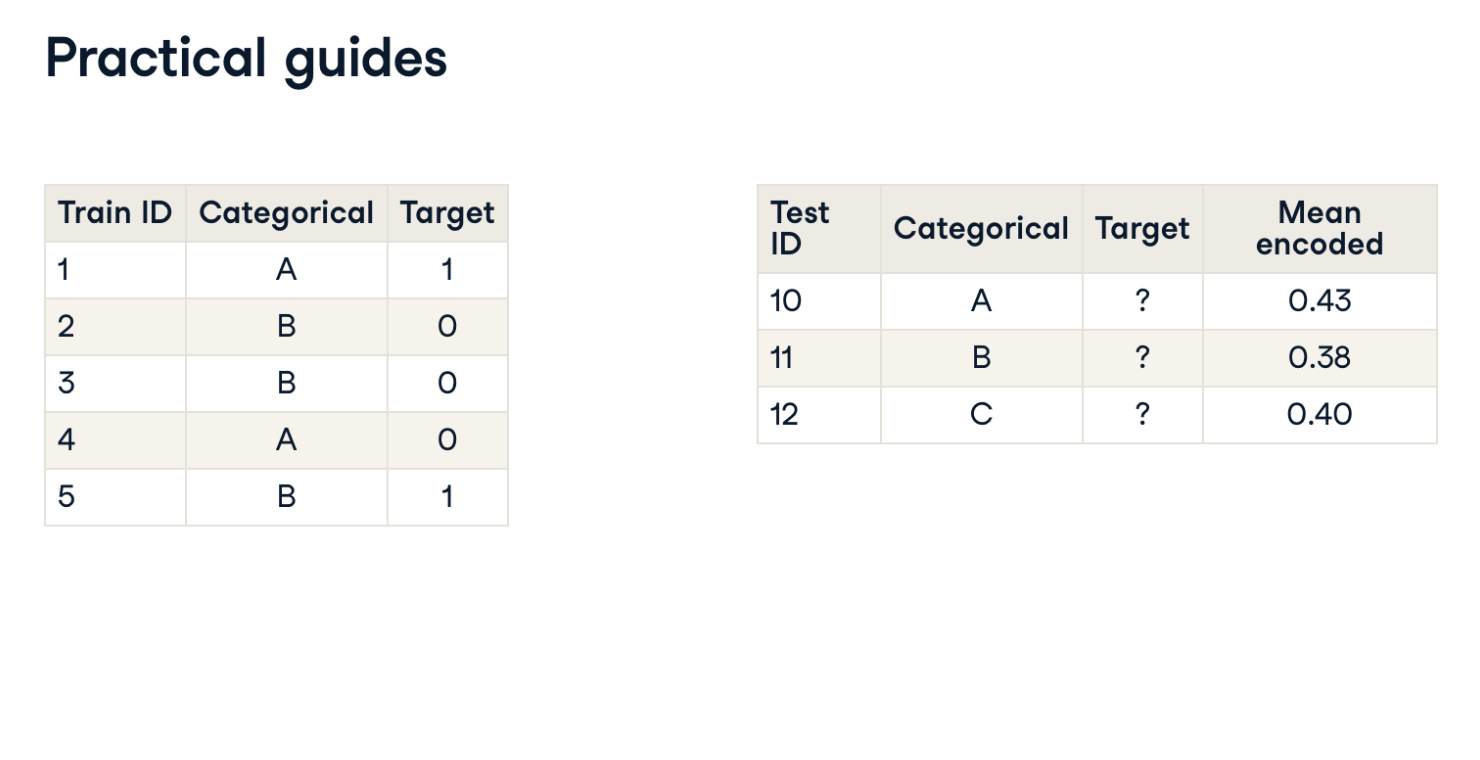 Practical guides
Train ID Categorical Target
1 A 1
2 B 0
3 B 0
4 A 0
5 B 1
Test ID Categorical Target Mean encoded
10 A ? 0.43
11 B ? 0.38
12 C ? 0.40